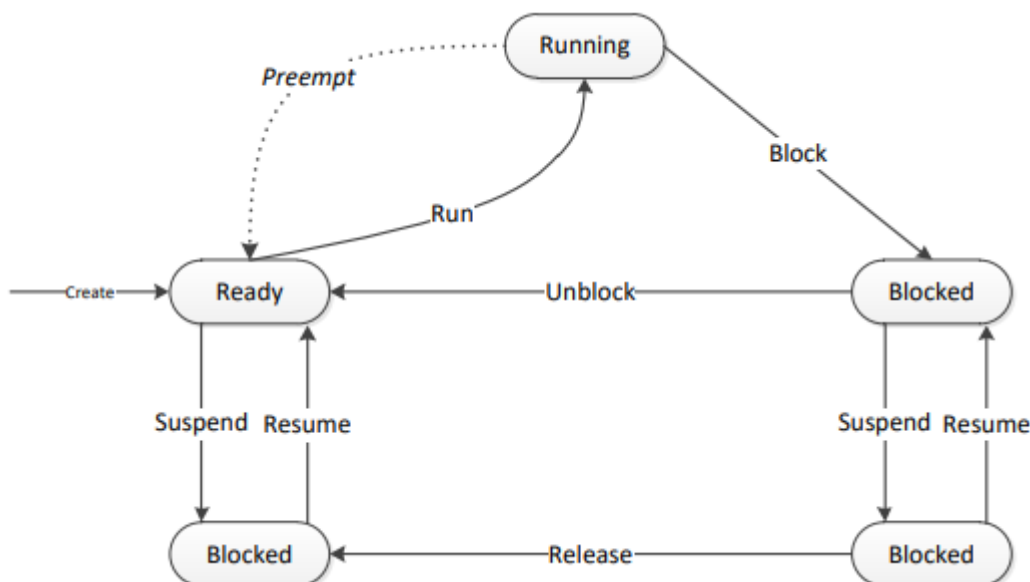 Running
Preempt
Block
Run
Create
Ready
Unblock
Blocked
Suspend
Resume
Suspend
Resume
Blocked
Release
Blocked